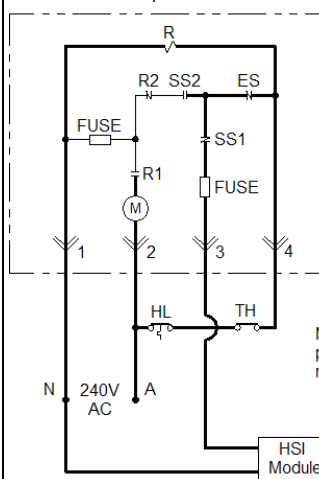 R
R2 SS2 ES
FUSE
SS1
R1
FUSE
M
1 2 3 4
HL TH
N 240V A
AC
HSI
Module